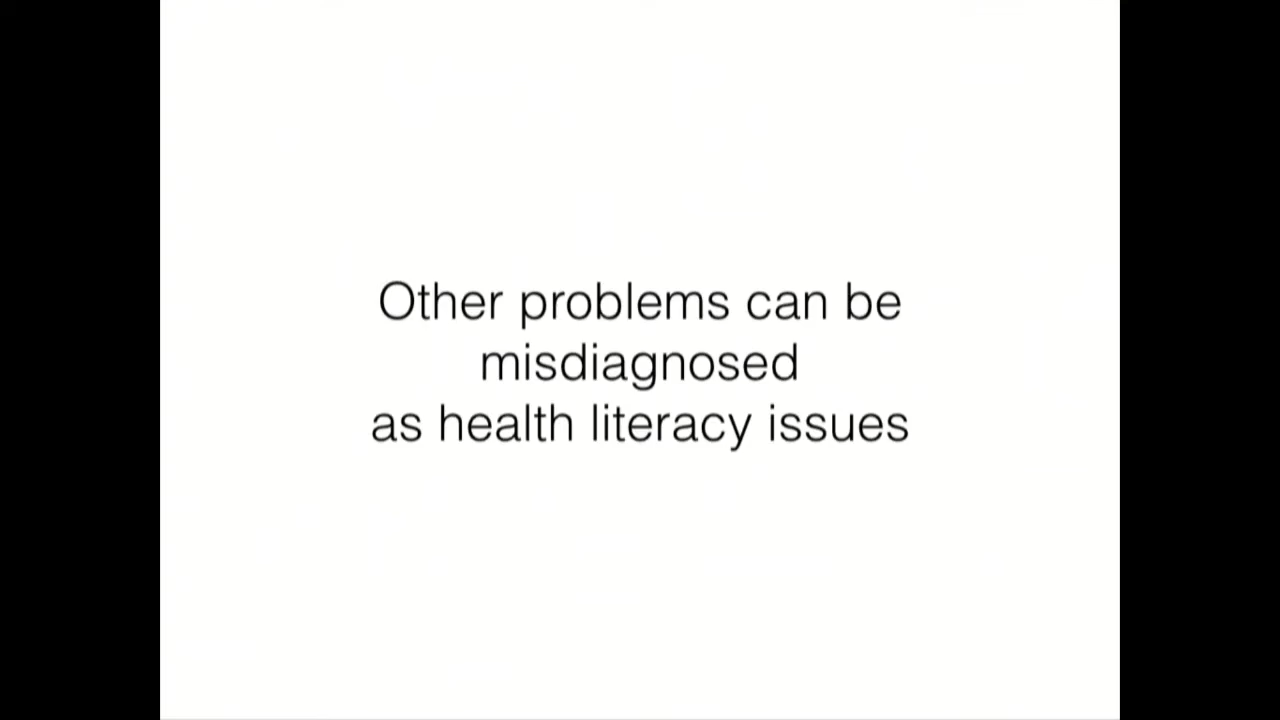 Other problems can be
misdiagnosed
as health literacy issues